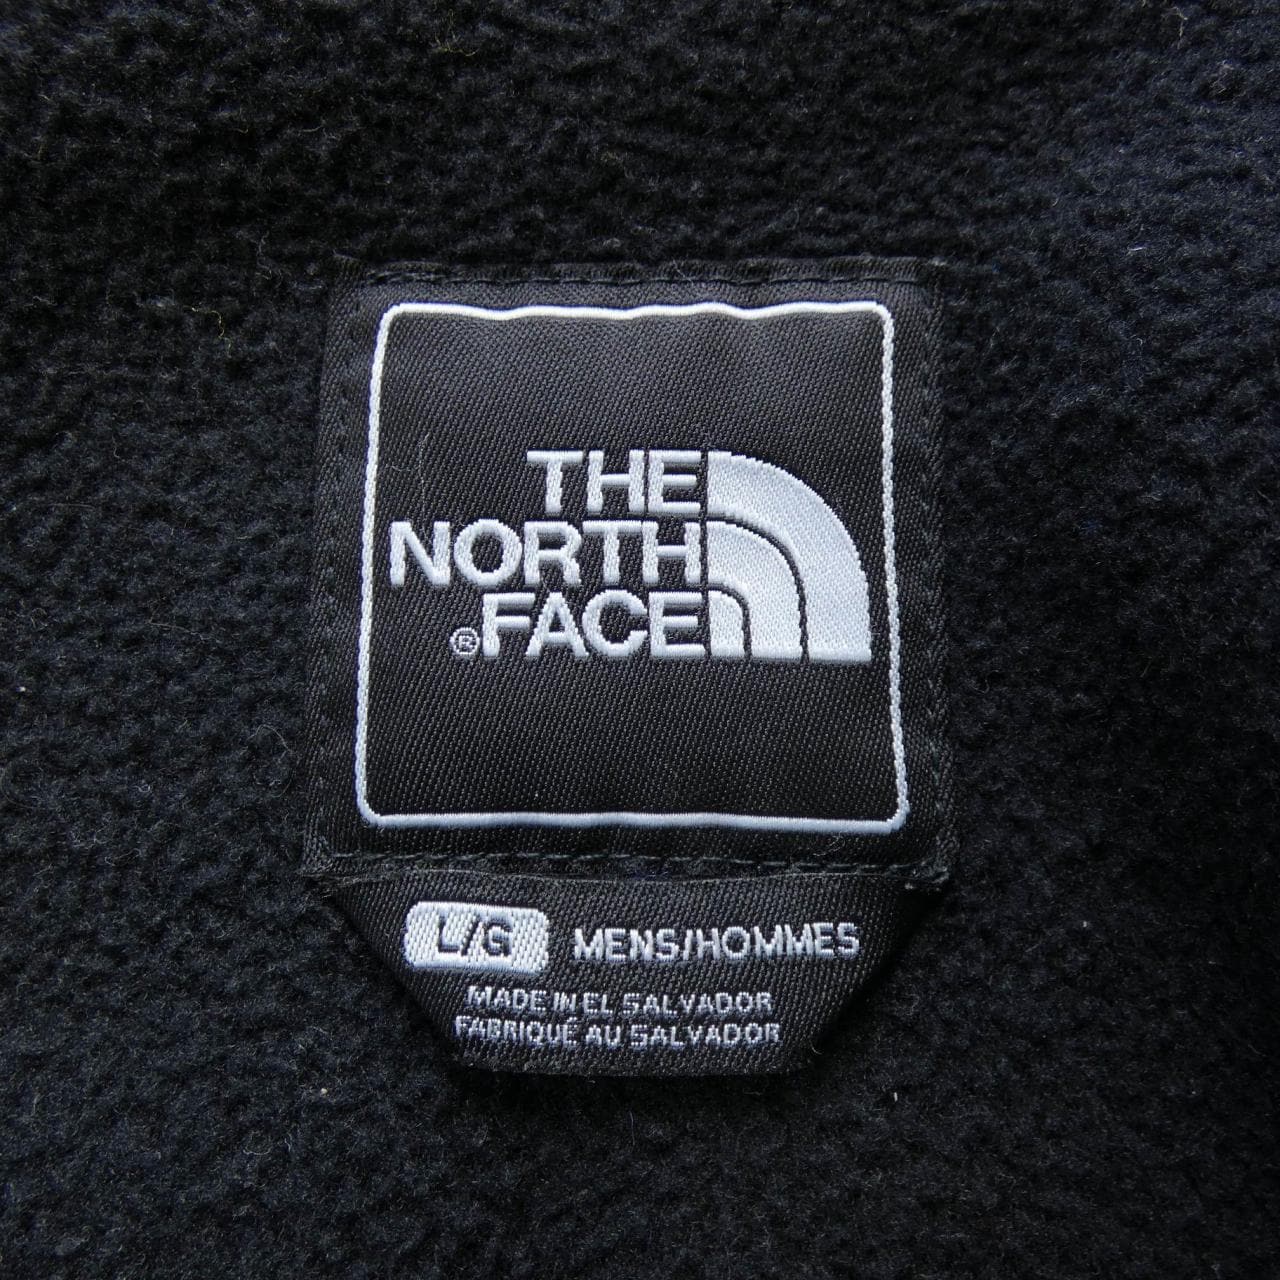 THE
NORTH
®FACE
L/G MENS/HOMMES
MADE IN EL SALVADOR
FABRIQUÉ AU SALVADOR